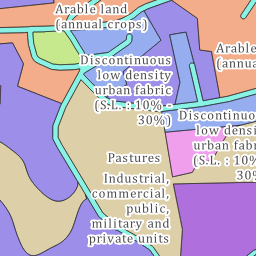 Arable land
(annual crops)
Discontinuous
low density
urban fabric
(S.L. : 10% -
30%)
Arable
(annua
Discontinuo
low densi
urban fabri
(S.L. : 10%
30%
Pastures
Industrial,
commercial,
public,
military and
private units